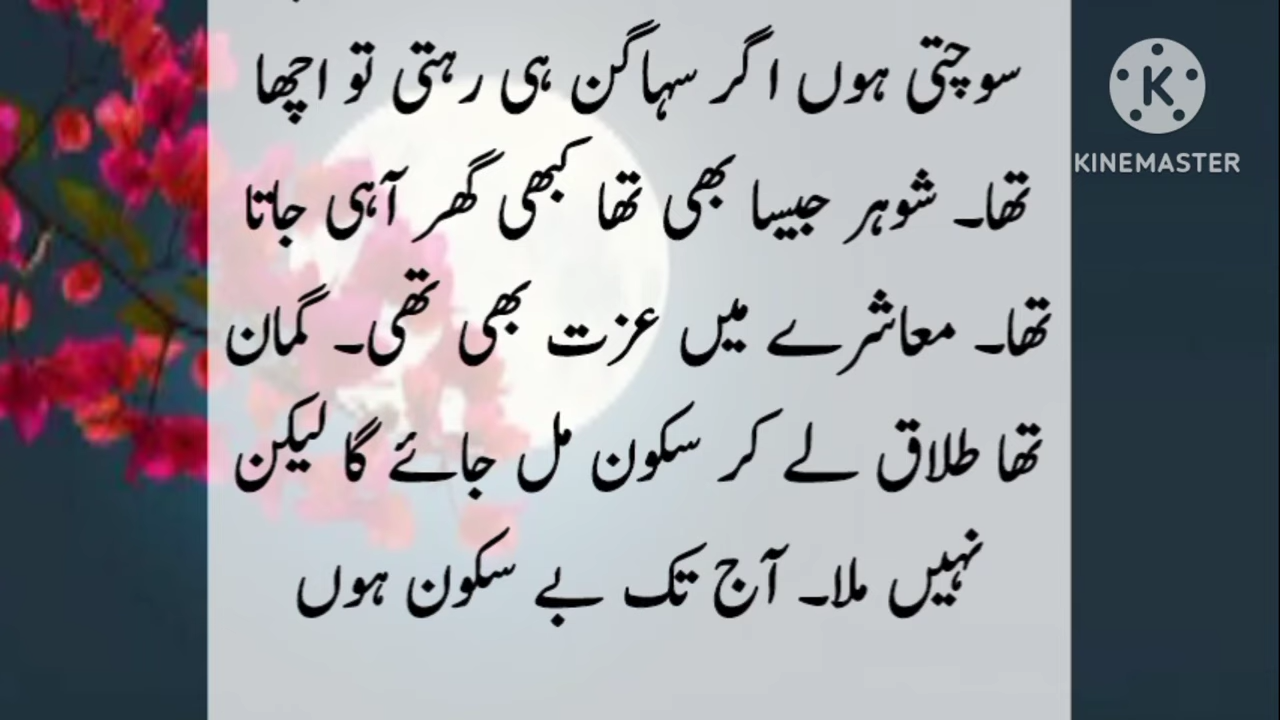 سوچتی ہوں اگر سہاگن ہی رہتی تو اچھا
تھا۔ شوہر جیسا بھی تھا کبھی گھر آہی جاتا
تھا۔ معاشرے میں عزت بھی تھی۔ گمان
تھا طلاق لے کر سکون مل جائے گا لیکن
نہیں ملا۔ آج تک بے سکون ہوں
K
KINEMASTER